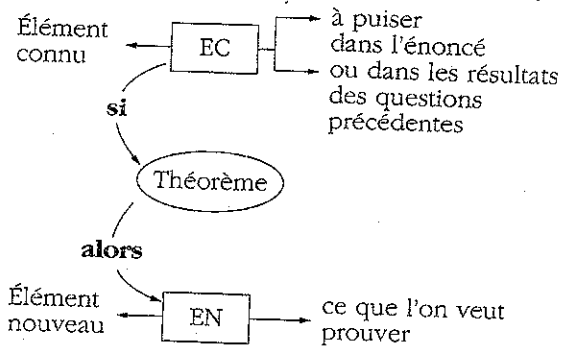 Élément
connu
EC
à puiser
dans l'énoncé
ou dans les résultats
des questions
précédentes
si
Théorème
alors
Élément
nouveau
EN
ce que l'on veut
prouver